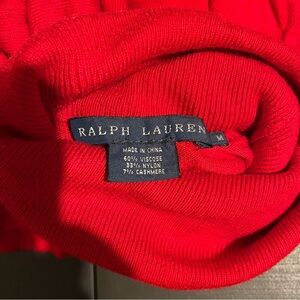 RALPH LAUREN
M
MADE IN CHINA
60% VISCOSE
33% NYLON
7% CASHMERE